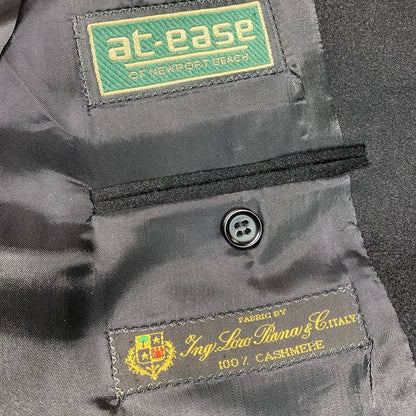 at-ease
OF NEWPORT BEACH
FABRIC BY
Ing. Loro Piana & C. ITALY
100% CASHMERE